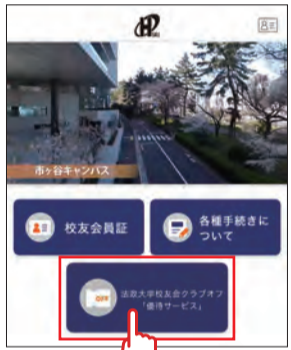 市ヶ谷キャンパス
校友会員証
各種手続きに
ついて
OFF
法政大学校友会クラブオフ
「優待サービス」